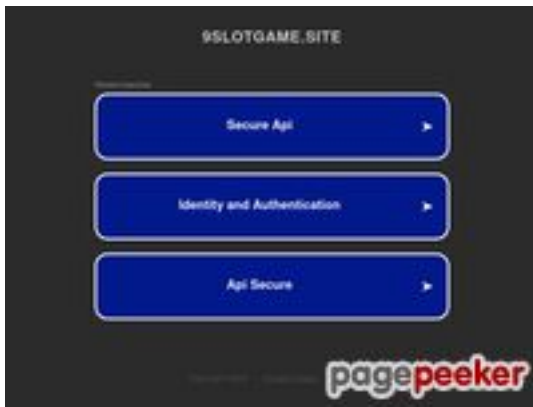 9SLOTGAME.SITE
Secure Api
Identity and Authentication
Api Secure
pagepeeker